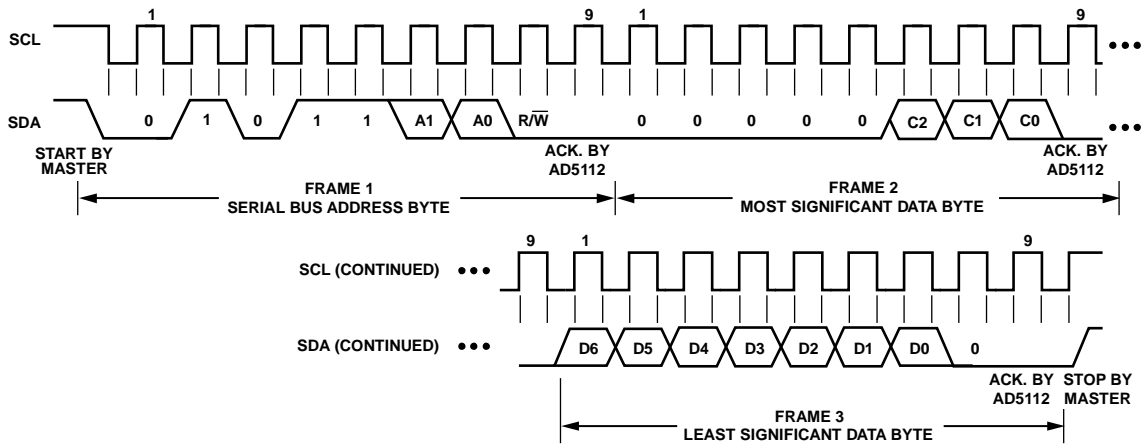 1 9 1 9
SCL
SDA 0 1 0 1 1 A1 A0 R/W̅ 0 0 0 0 0 C2 C1 C0
START BY
MASTER
ACK. BY
AD5112
ACK. BY
AD5112
FRAME 1
SERIAL BUS ADDRESS BYTE
FRAME 2
MOST SIGNIFICANT DATA BYTE
9 1 9
SCL (CONTINUED)
SDA (CONTINUED) D6 D5 D4 D3 D2 D1 D0 0
ACK. BY
AD5112
STOP BY
MASTER
FRAME 3
LEAST SIGNIFICANT DATA BYTE